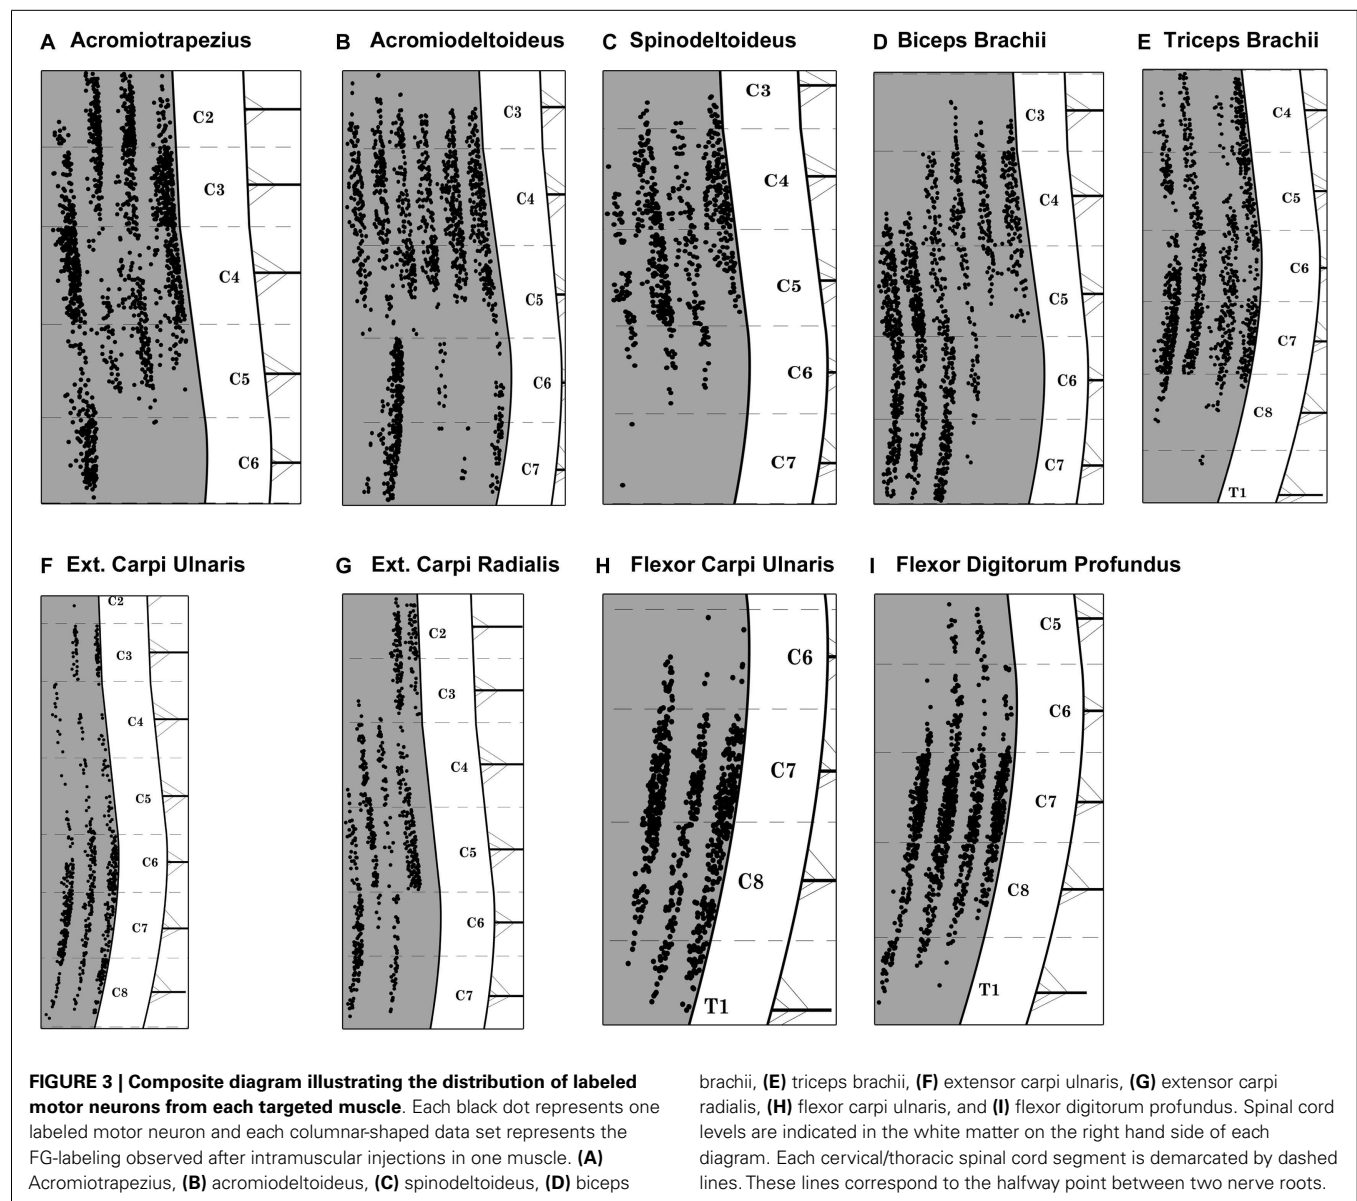 A Acromiotrapezius
B Acromiodeltoideus
C Spinodeltoideus
D Biceps Brachii
E Triceps Brachii
C2
C3
C4
C5
C6
C3
C4
C5
C6
C7
C3
C4
C5
C6
C7
C3
C4
C5
C6
C7
C4
C5
C6
C7
C8
T1
F Ext. Carpi Ulnaris
G Ext. Carpi Radialis
H Flexor Carpi Ulnaris
I Flexor Digitorum Profundus
C2
C3
C4
C5
C6
C7
C8
C2
C3
C4
C5
C6
C7
C6
C7
C8
T1
C5
C6
C7
C8
T1
FIGURE 3 | Composite diagram illustrating the distribution of labeled
motor neurons from each targeted muscle. Each black dot represents one
labeled motor neuron and each columnar-shaped data set represents the
FG-labeling observed after intramuscular injections in one muscle. (A)
Acromiotrapezius, (B) acromiodeltoideus, (C) spinodeltoideus, (D) biceps
brachii, (E) triceps brachii, (F) extensor carpi ulnaris, (G) extensor carpi
radialis, (H) flexor carpi ulnaris, and (I) flexor digitorum profundus. Spinal cord
levels are indicated in the white matter on the right hand side of each
diagram. Each cervical/thoracic spinal cord segment is demarcated by dashed
lines. These lines correspond to the halfway point between two nerve roots.